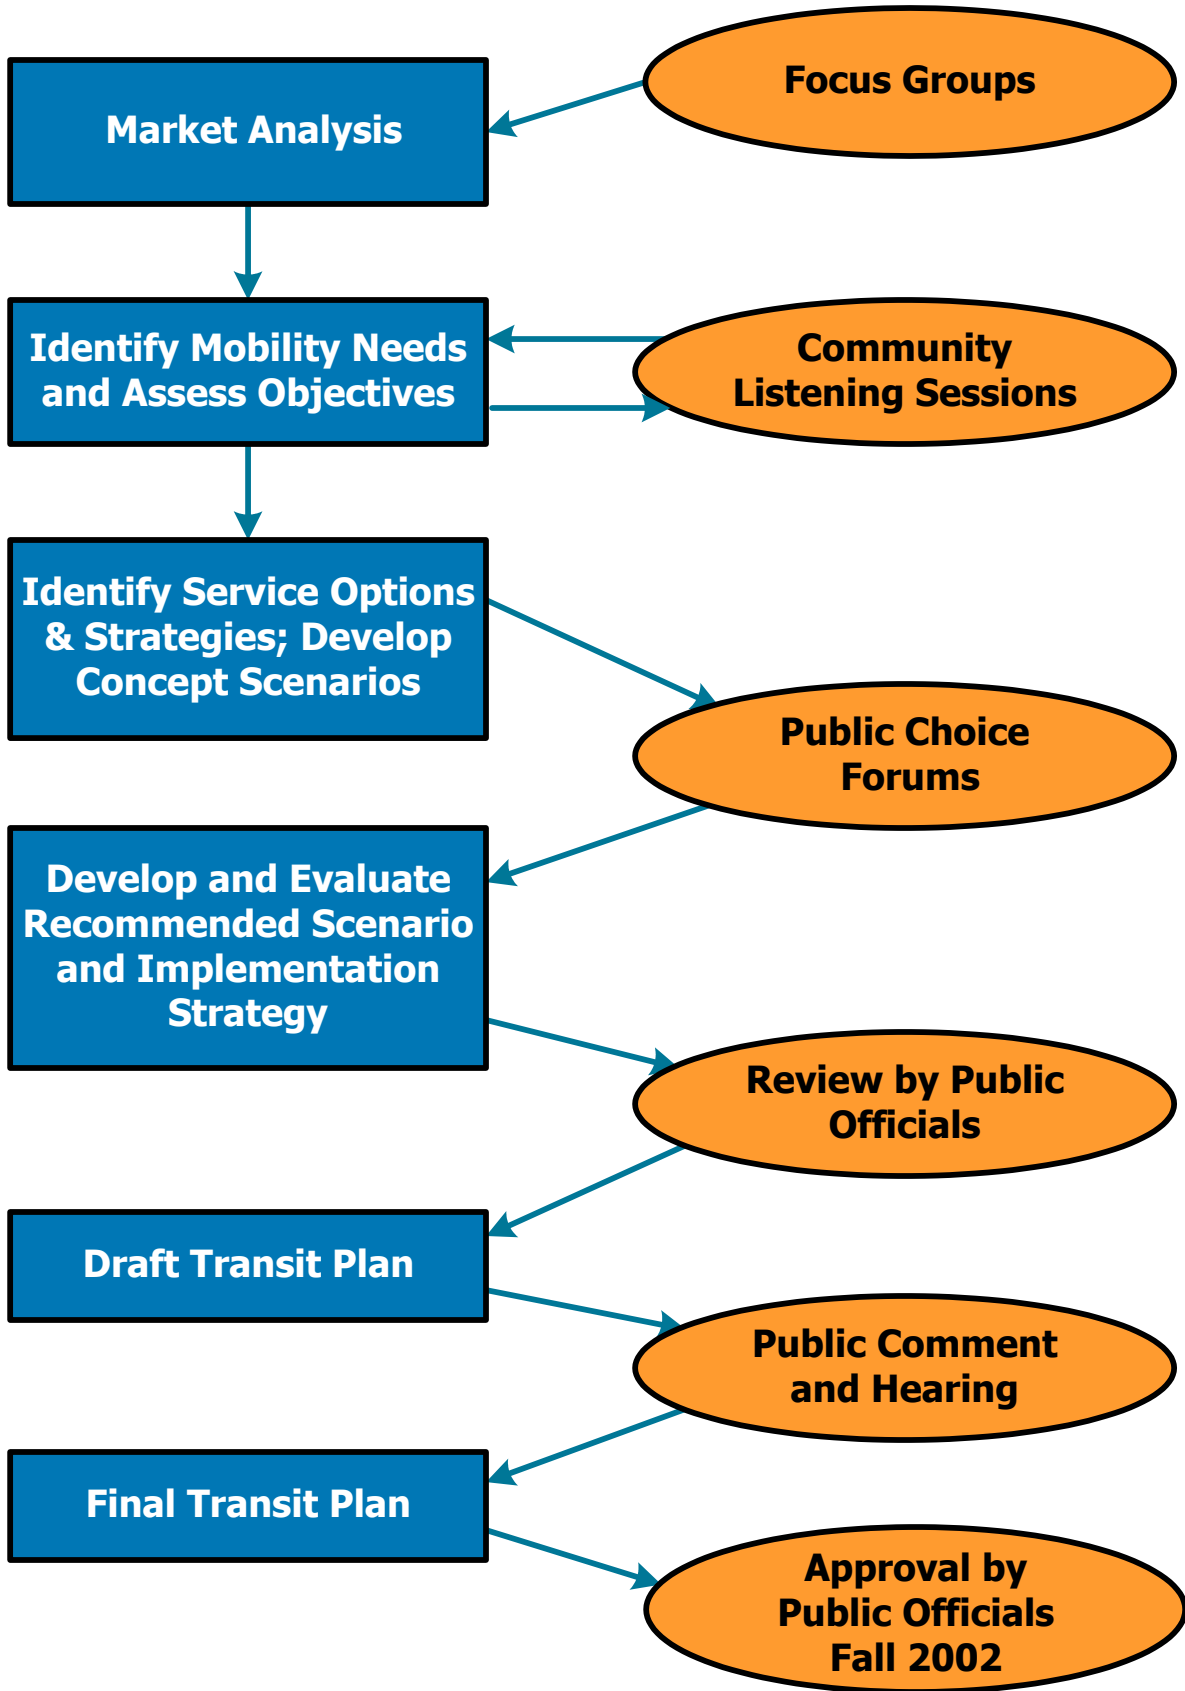 Focus Groups
Market Analysis
Identify Mobility Needs
and Assess Objectives
Community
Listening Sessions
Identify Service Options
& Strategies; Develop
Concept Scenarios
Public Choice
Forums
Develop and Evaluate
Recommended Scenario
and Implementation
Strategy
Review by Public
Officials
Draft Transit Plan
Public Comment
and Hearing
Final Transit Plan
Approval by
Public Officials
Fall 2002